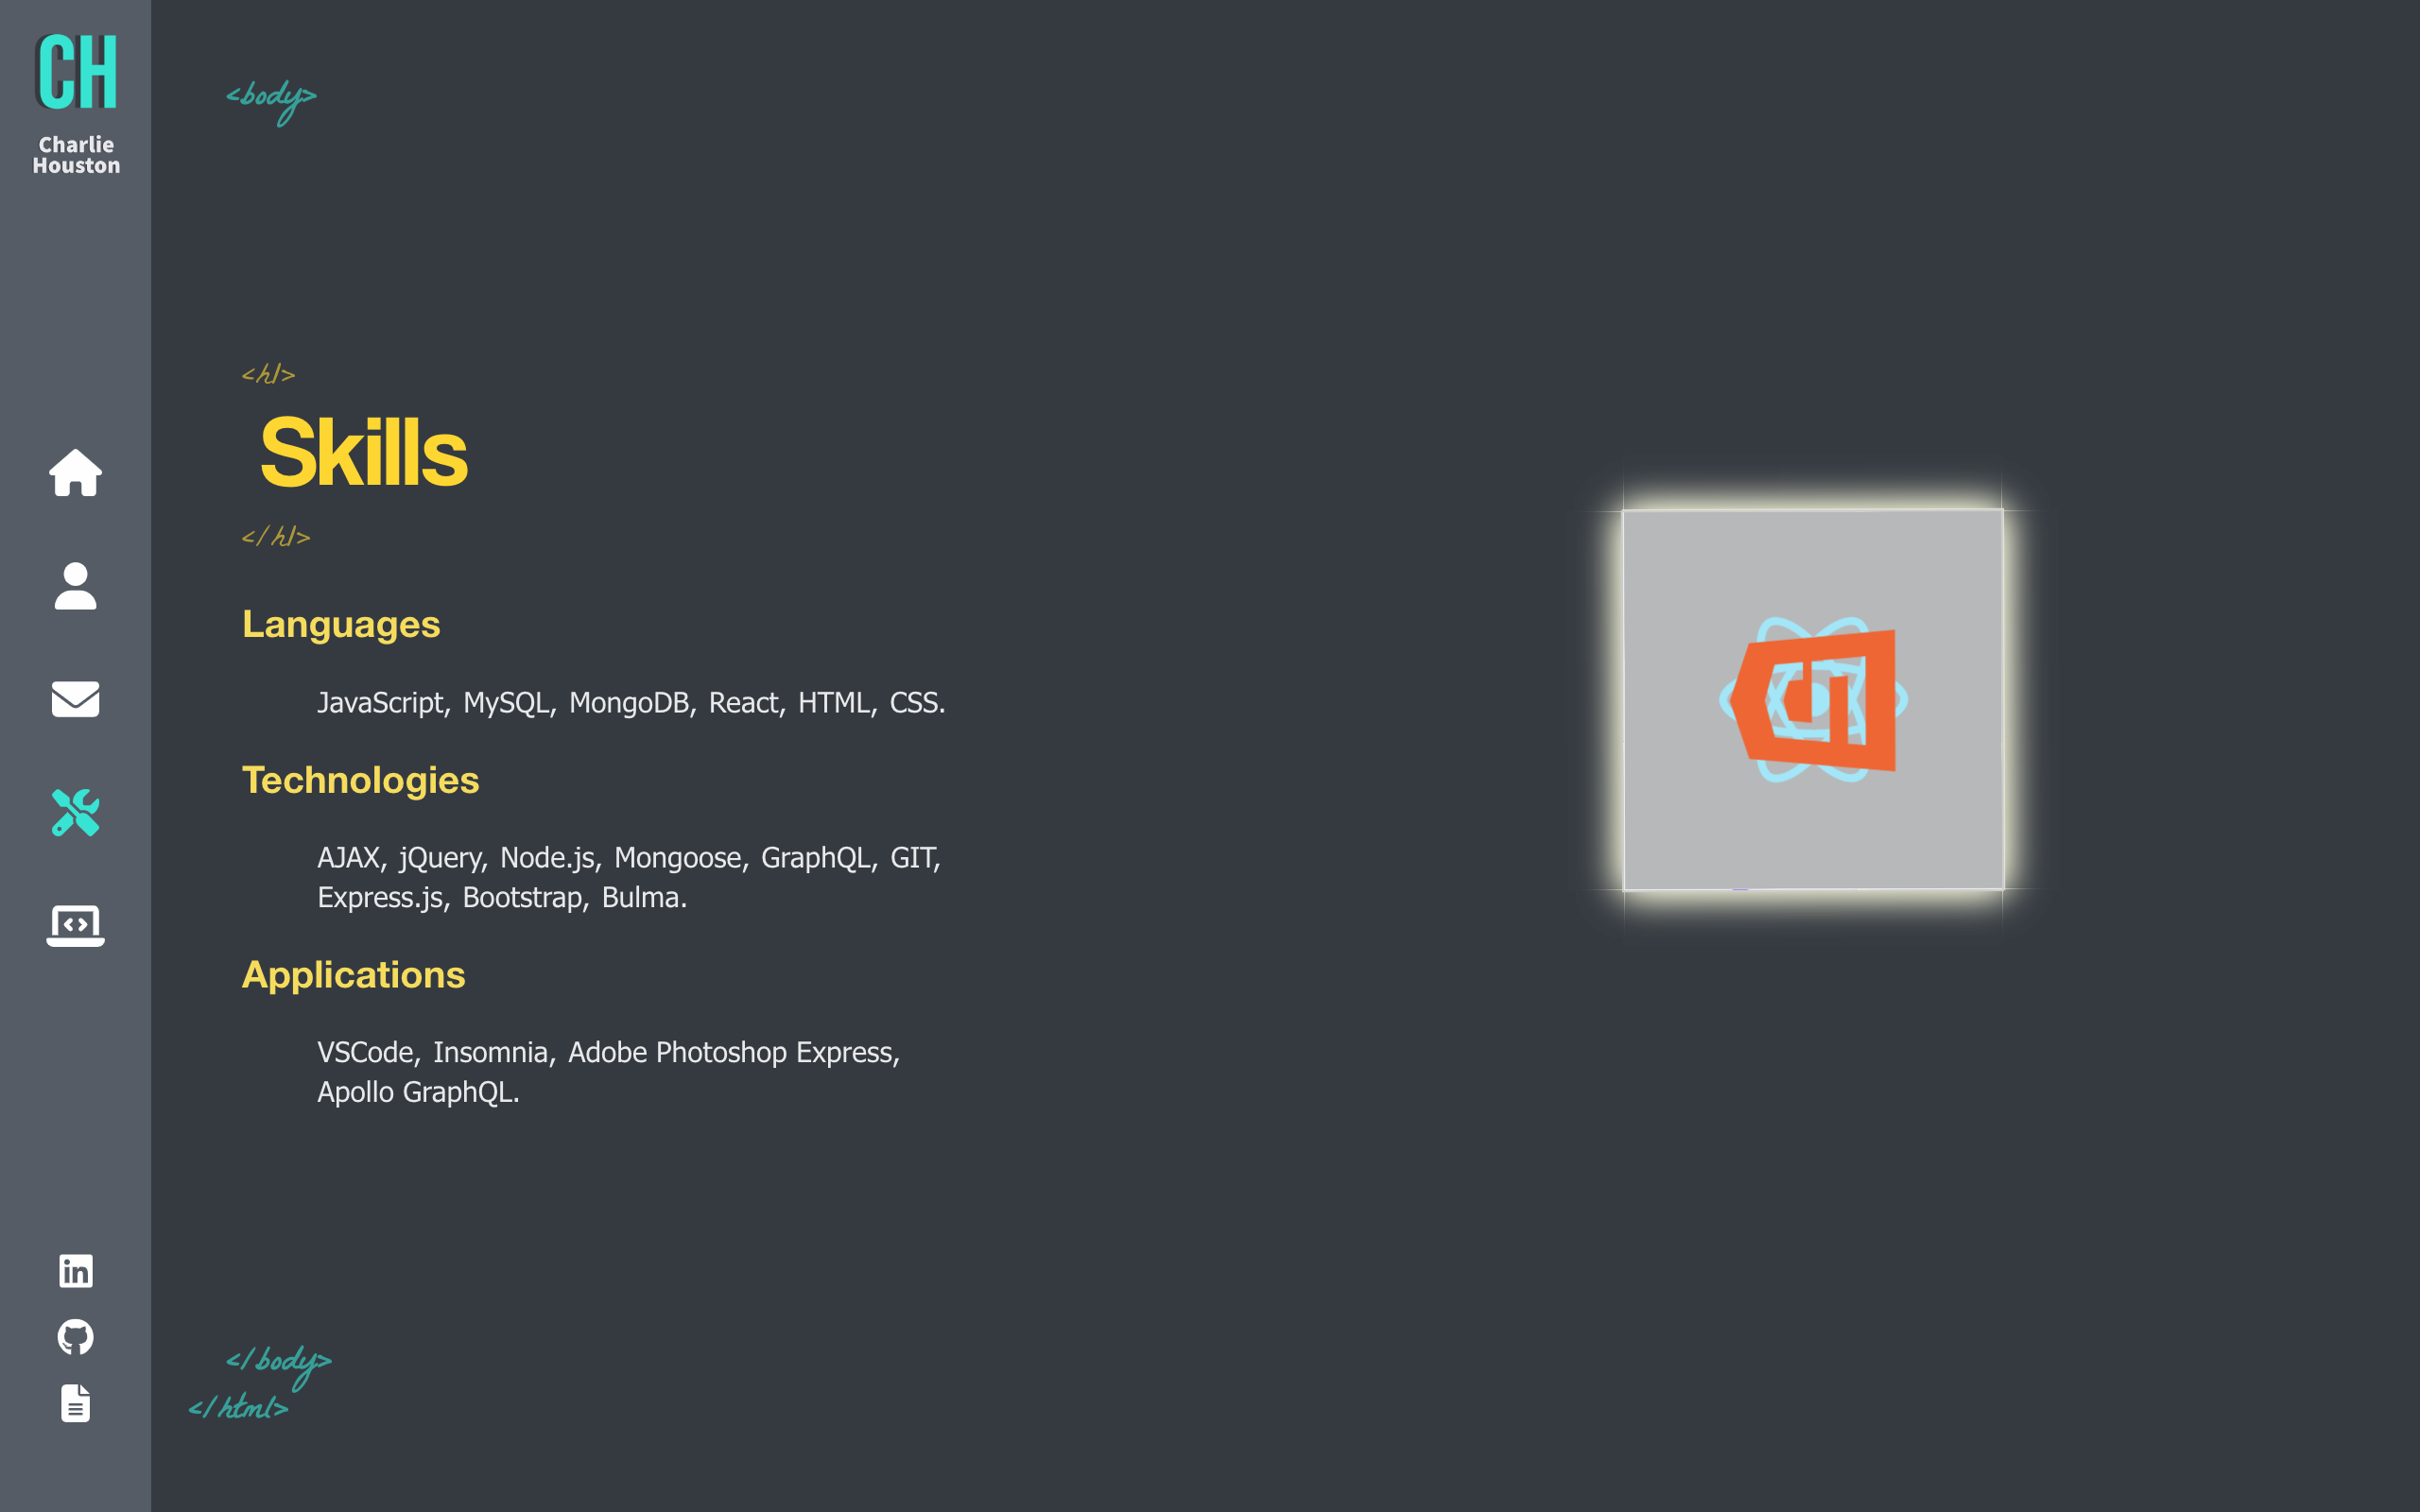 CH
Charlie
Houston
<body>
<h1>
Skills
</h1>
Languages
JavaScript, MySQL, MongoDB, React, HTML, CSS.
Technologies
AJAX, jQuery, Node.js, Mongoose, GraphQL, GIT,
Express.js, Bootstrap, Bulma.
Applications
VSCode, Insomnia, Adobe Photoshop Express,
Apollo GraphQL.
in
</body>
</html>